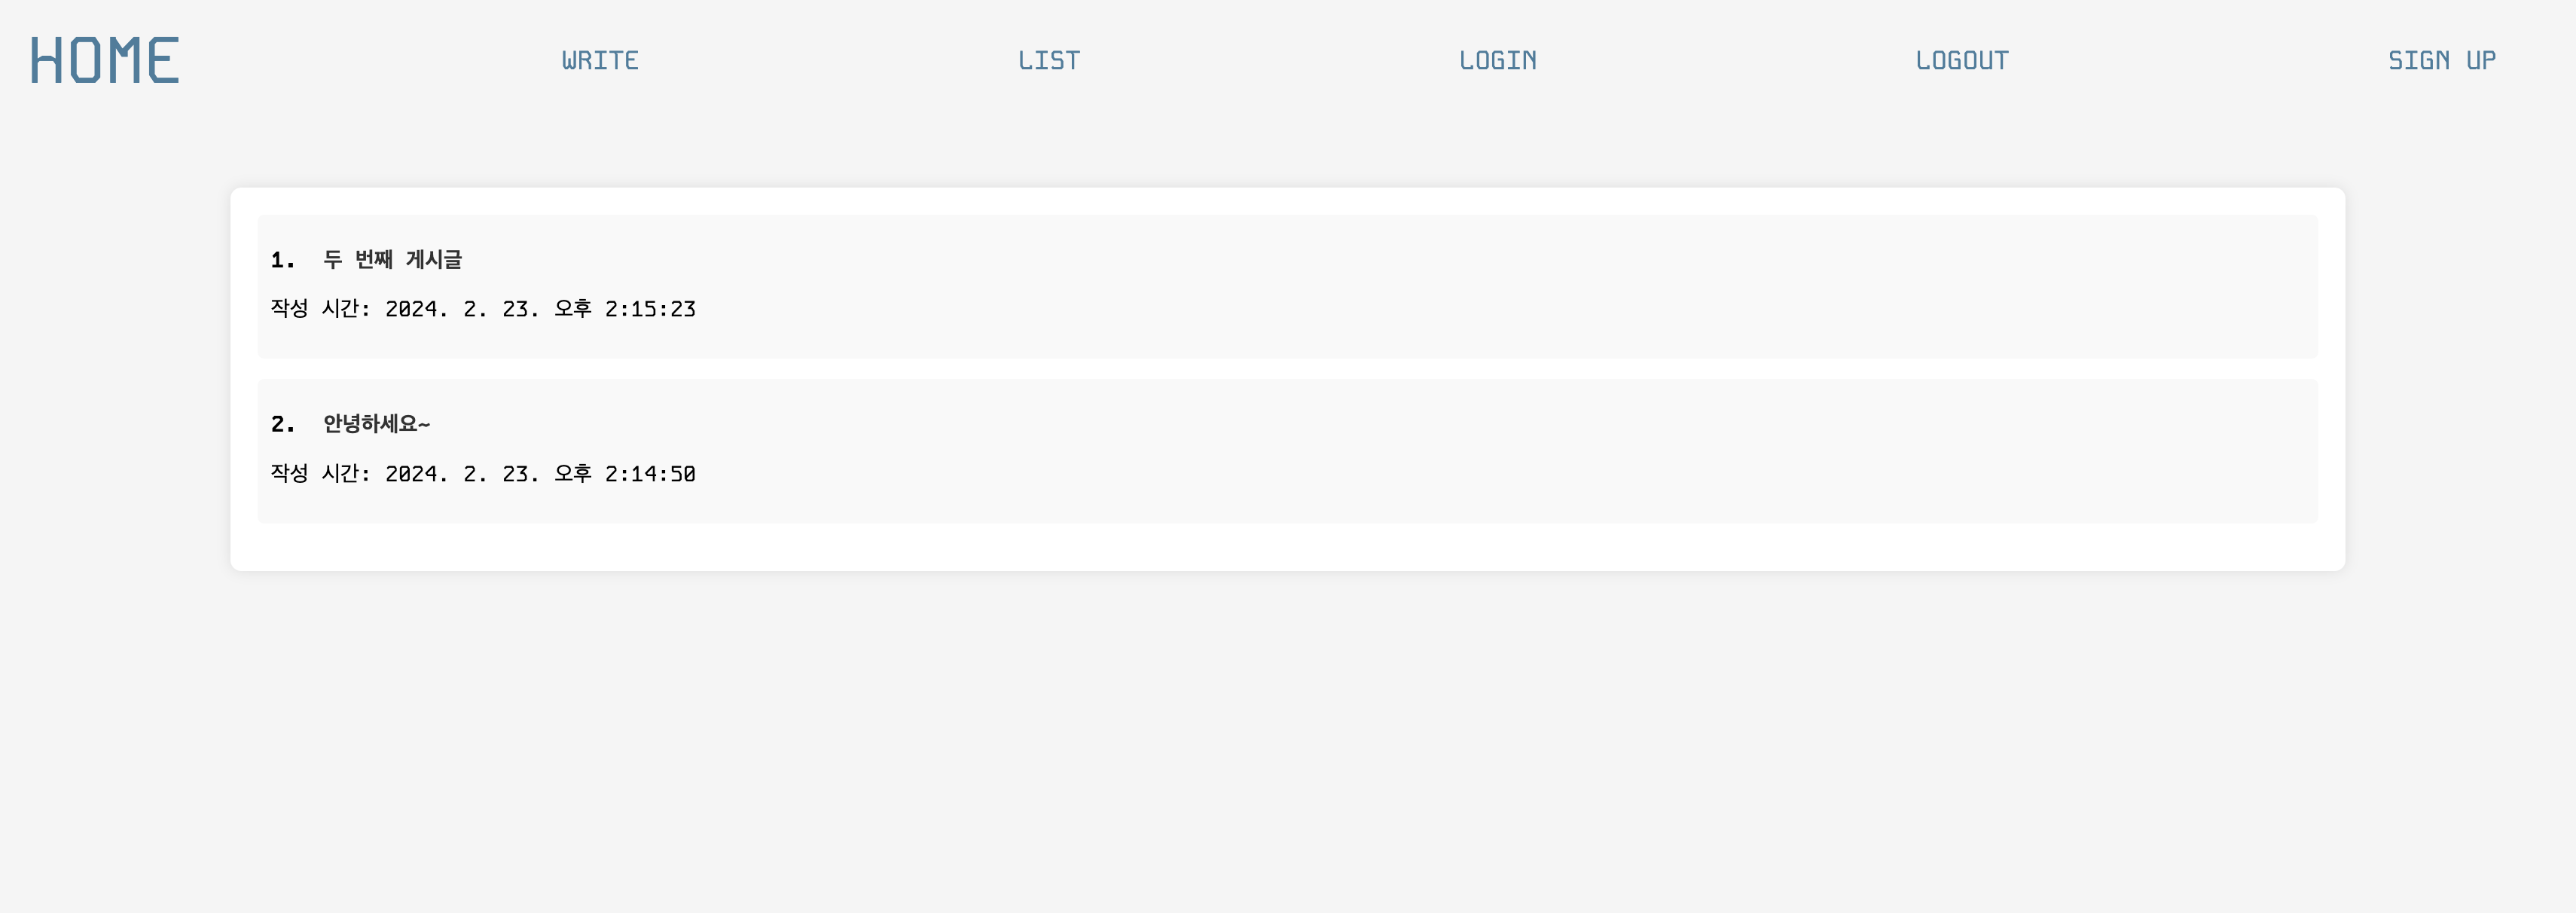 HOME WRITE LIST LOGIN LOGOUT SIGN UP
1. 두 번째 게시글
작성 시간: 2024. 2. 23. 오후 2:15:23
2. 안녕하세요~
작성 시간: 2024. 2. 23. 오후 2:14:50